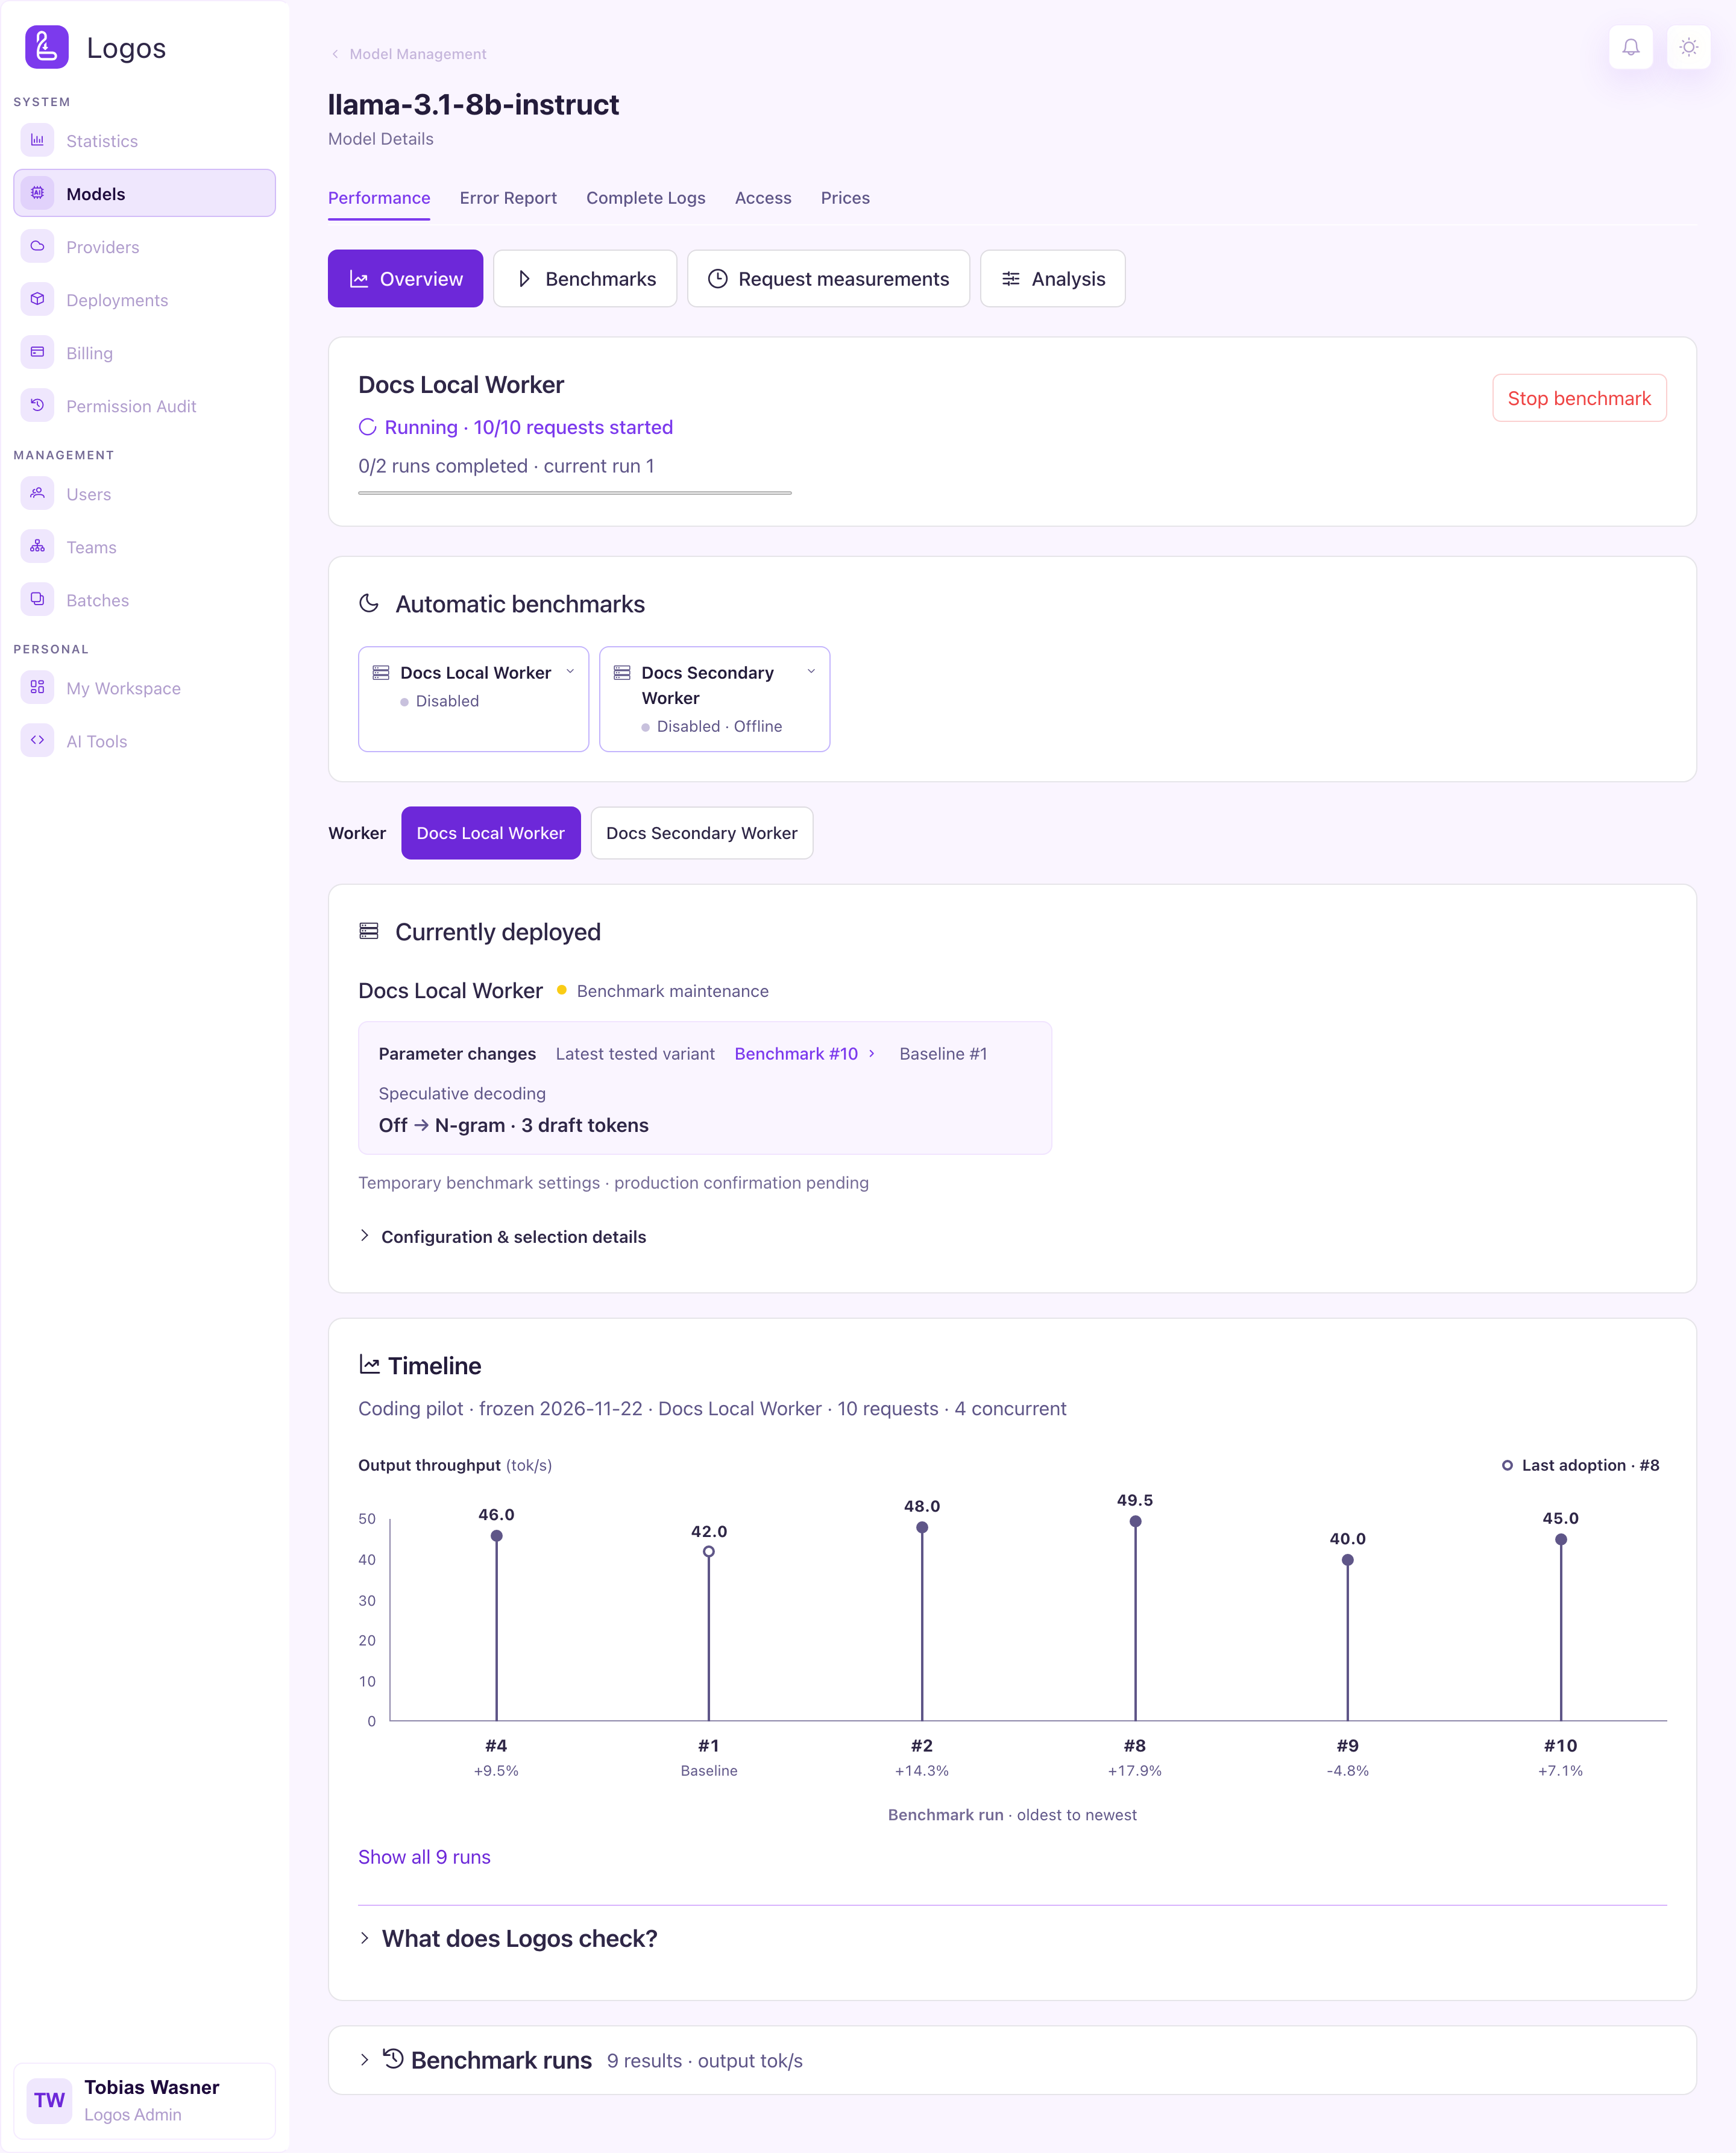 Logos
SYSTEM
Statistics
Models
Providers
Deployments
Billing
Permission Audit
MANAGEMENT
Users
Teams
Batches
PERSONAL
My Workspace
AI Tools
TW
Tobias Wasner
Logos Admin
Model Management
llama-3.1-8b-instruct
Model Details
Performance Error Report Complete Logs Access Prices
Overview Benchmarks Request measurements Analysis
Docs Local Worker
Running · 10/10 requests started
0/2 runs completed · current run 1
Stop benchmark
Automatic benchmarks
Docs Local Worker
Disabled
Docs Secondary
Worker
Disabled · Offline
Worker Docs Local Worker Docs Secondary Worker
Currently deployed
Docs Local Worker Benchmark maintenance
Parameter changes Latest tested variant Benchmark #10 Baseline #1
Speculative decoding
Off → N-gram · 3 draft tokens
Temporary benchmark settings · production confirmation pending
Configuration & selection details
Timeline
Coding pilot · frozen 2026-11-22 · Docs Local Worker · 10 requests · 4 concurrent
Output throughput (tok/s) Last adoption · #8
50
40
30
20
10
0
46.0 42.0 48.0 49.5 40.0 45.0
#4 #1 #2 #8 #9 #10
+9.5% Baseline +14.3% +17.9% -4.8% +7.1%
Benchmark run · oldest to newest
Show all 9 runs
What does Logos check?
Benchmark runs 9 results · output tok/s